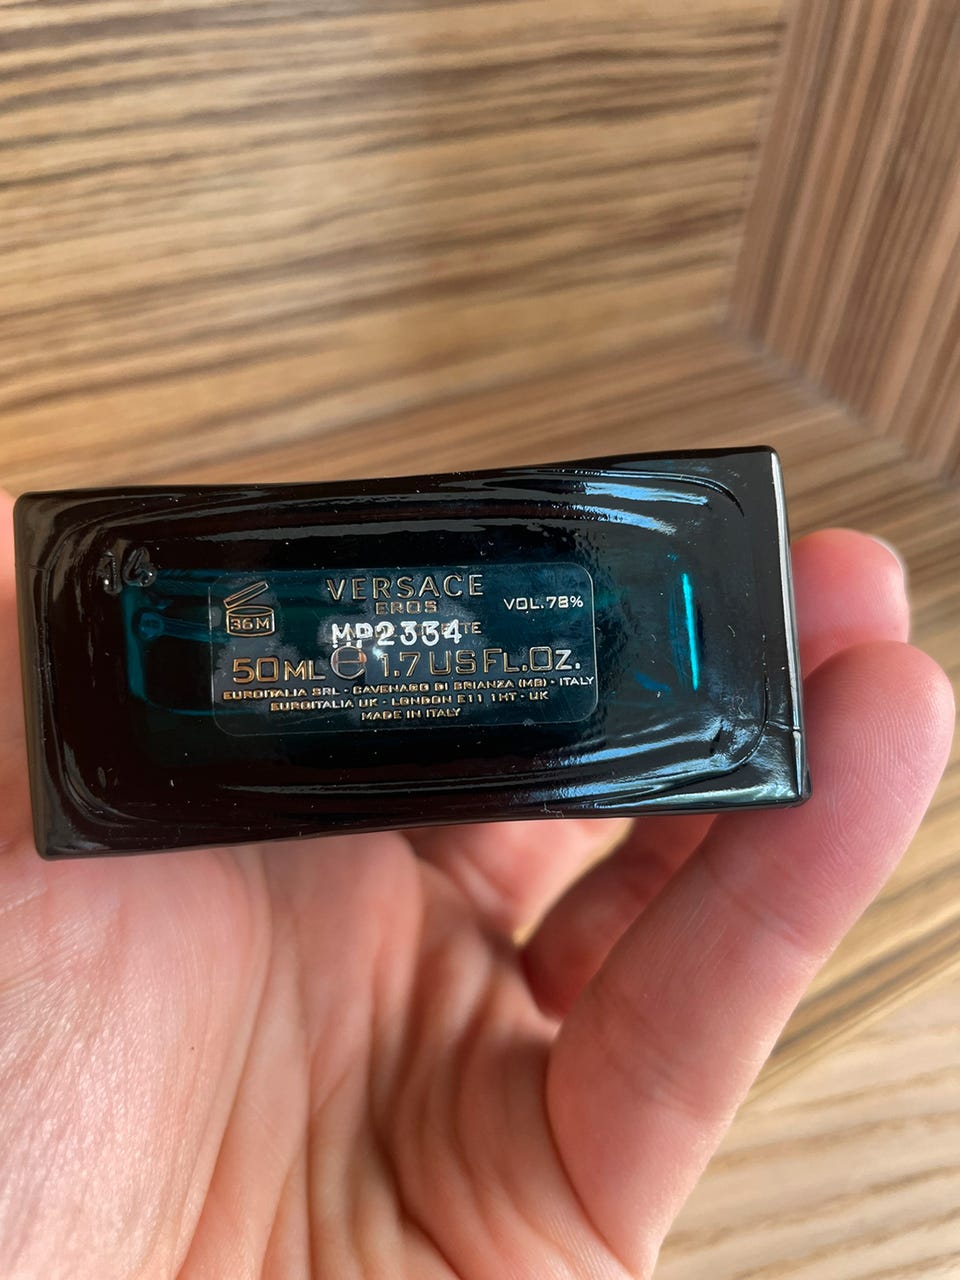 14
36M
VERSACE
EROS
VOL.78%
MP2334
50ML ℮ 1.7 US FL.OZ.
EUROITALIA SRL - CAVENAGO DI BRIANZA (MB) - ITALY
EUROITALIA UK - LONDON E11 1HT - UK
MADE IN ITALY